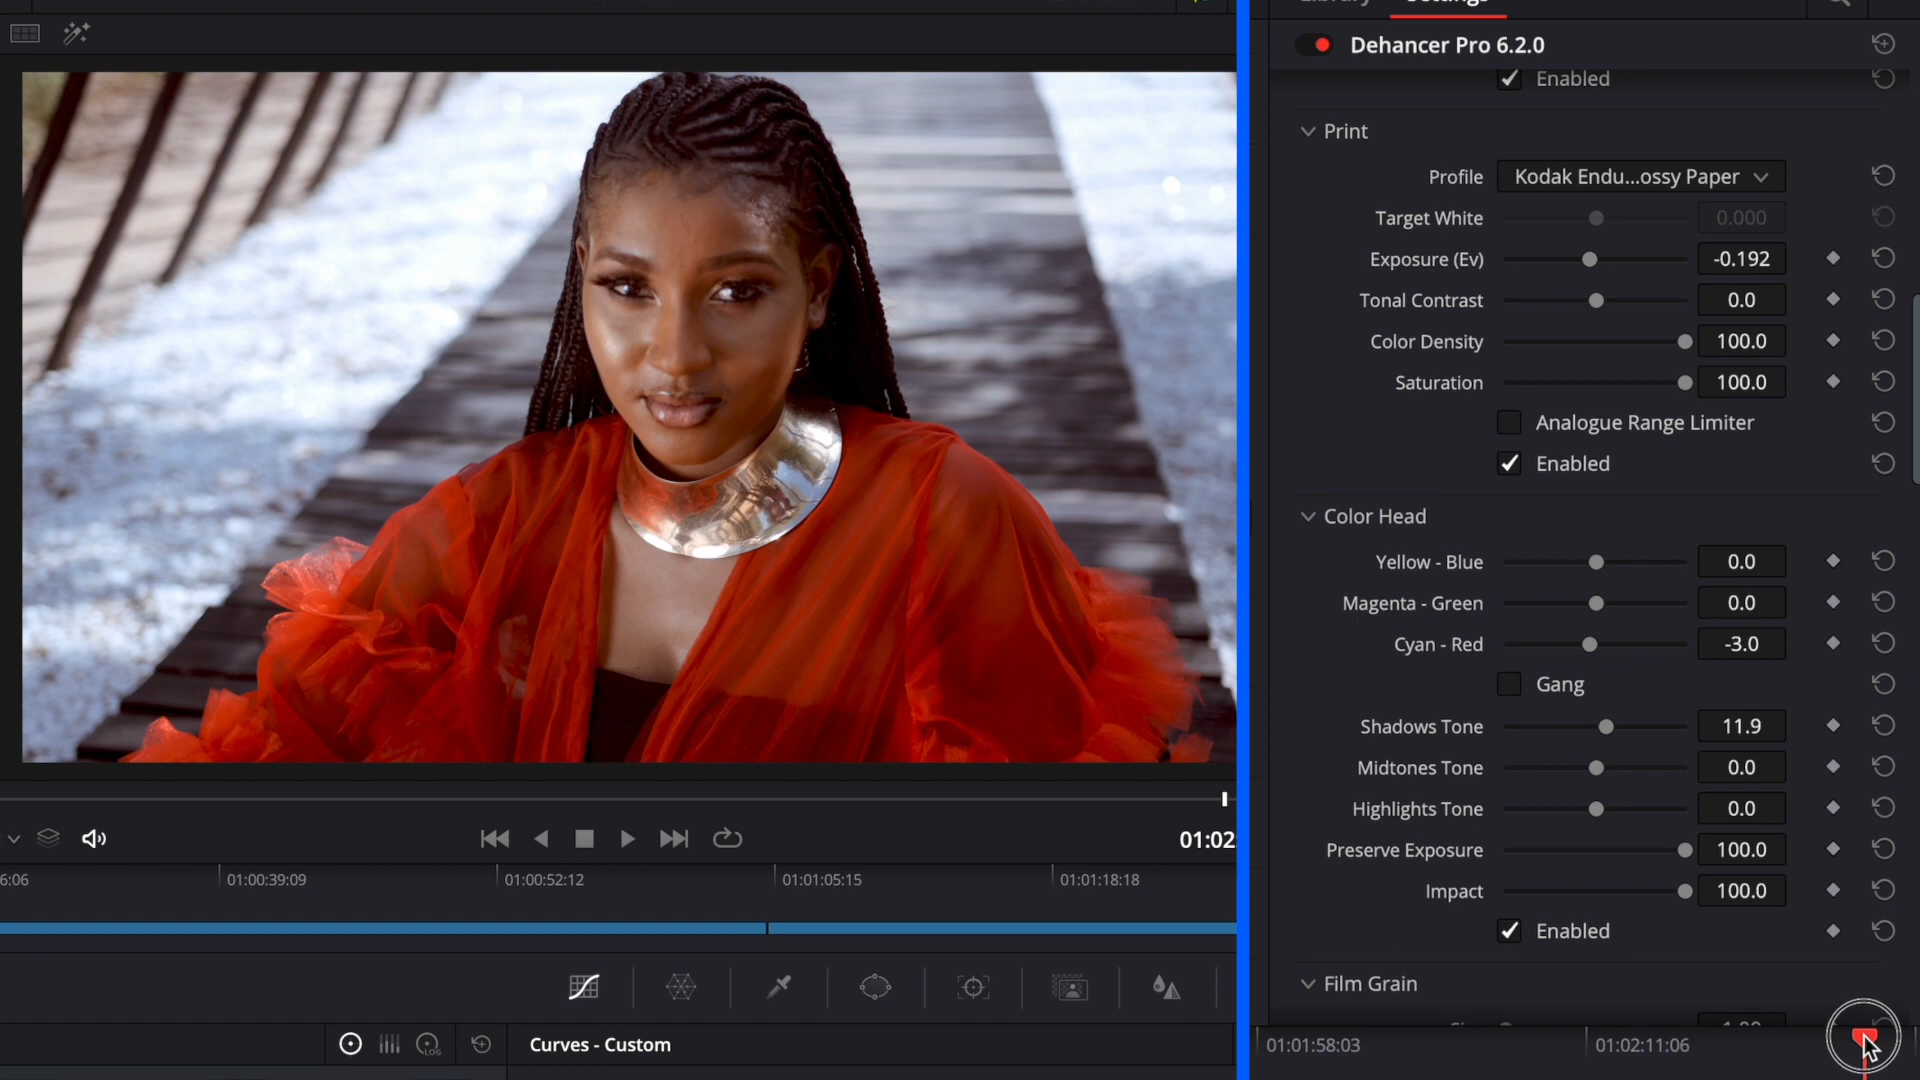 Settings
Dehancer Pro 6.2.0
Enabled
Print
Profile Kodak Endu...ossy Paper
Target White 0.000
Exposure (Ev) -0.192
Tonal Contrast 0.0
Color Density 100.0
Saturation 100.0
Analogue Range Limiter
Enabled
Color Head
Yellow - Blue 0.0
Magenta - Green 0.0
Cyan - Red -3.0
Gang
Shadows Tone 11.9
Midtones Tone 0.0
Highlights Tone 0.0
Preserve Exposure 100.0
Impact 100.0
Enabled
Film Grain
01:02:
6:06 01:00:39:09 01:00:52:12 01:01:05:15 01:01:18:18
LOG
Curves - Custom
01:01:58:03 01:02:11:06